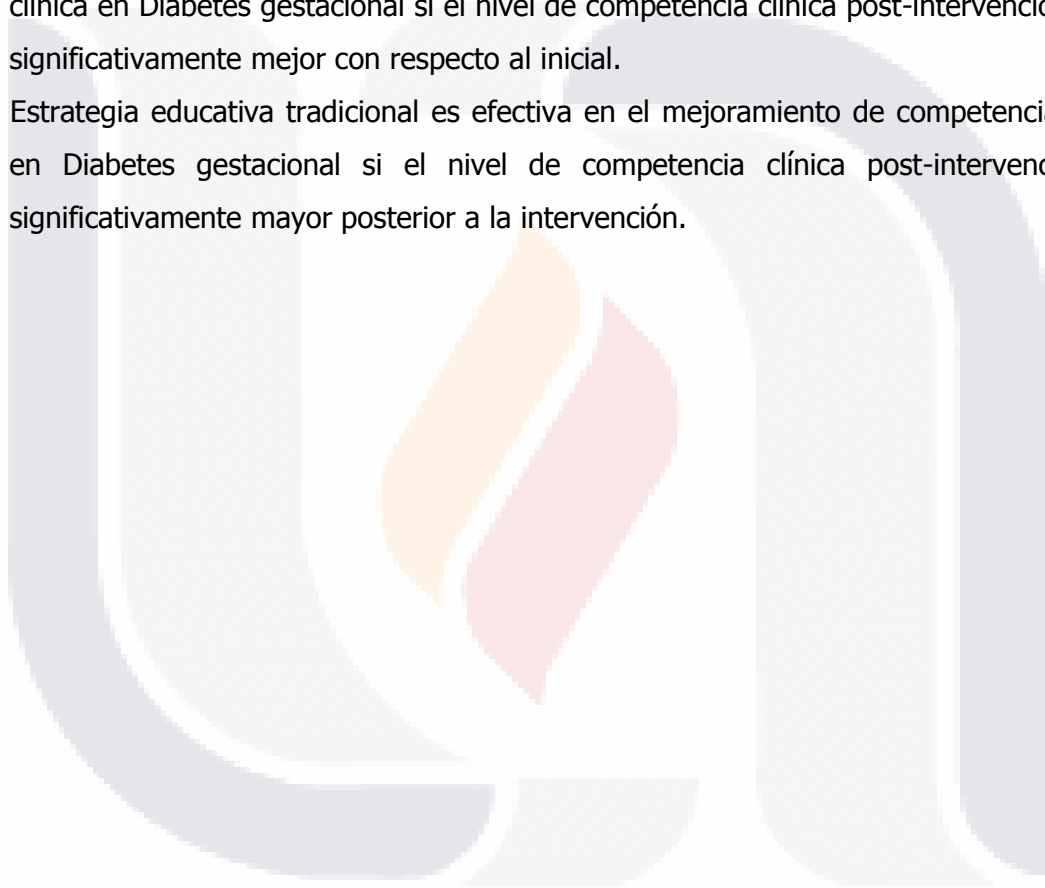 clínica en Diabetes gestacional si el nivel de competencia clínica post-intervenció
significativamente mejor con respecto al inicial.
Estrategia educativa tradicional es efectiva en el mejoramiento de competencia
en Diabetes gestacional si el nivel de competencia clínica post-intervenc
significativamente mayor posterior a la intervención.